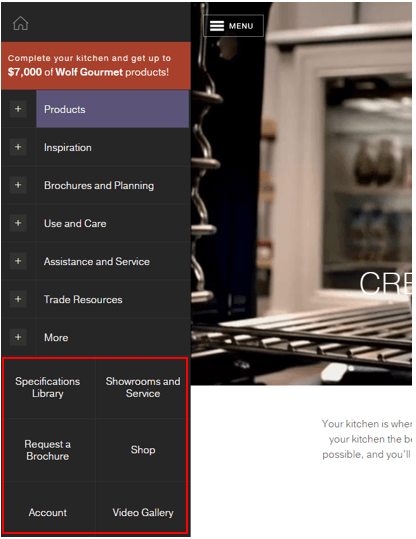 MENU
Complete your kitchen and get up to
$7,000 of Wolf Gourmet products!
+ Products
+ Inspiration
+ Brochures and Planning
+ Use and Care
+ Assistance and Service
+ Trade Resources
+ More
Specifications
Library
Showrooms and
Service
Request a
Brochure
Shop
Account
Video Gallery
CRE
Your kitchen is wher
your kitchen the be
possible, and you'll